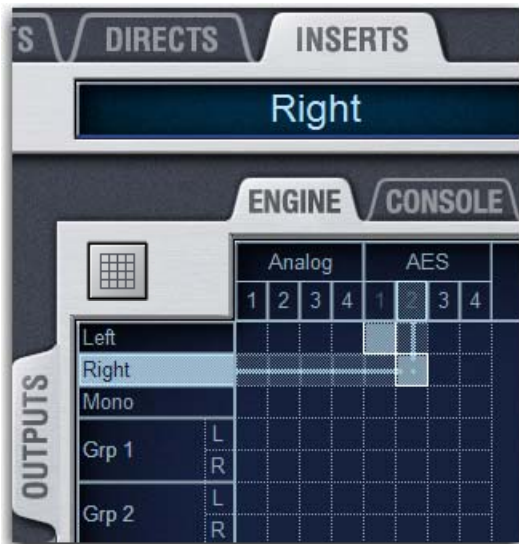 S DIRECTS INSERTS
Right
ENGINE CONSOLE
Analog AES
1 2 3 4 1 2 3 4
Left
Right
Mono
OUTPUTS
Grp 1 L
R
Grp 2 L
R